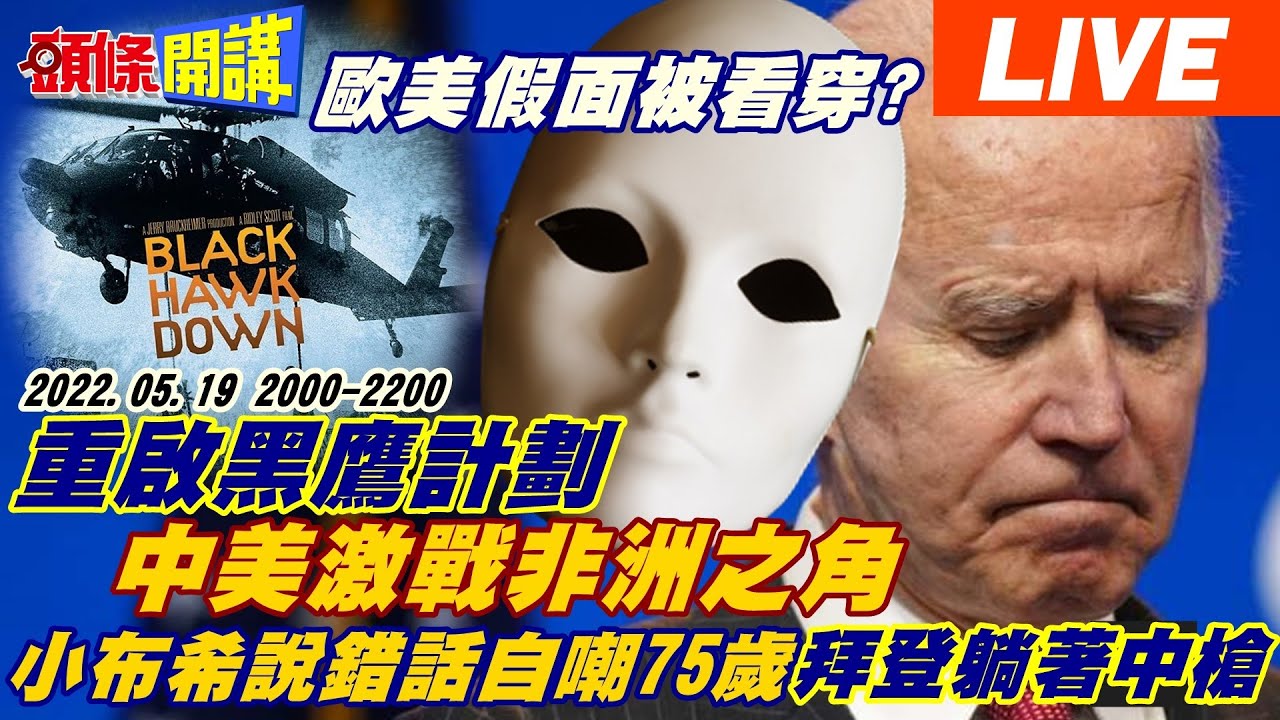 頭條開講
LIVE
歐美假面被看穿?
A JERRY BRUCKHEIMER PRODUCTION A RIDLEY SCOTT FILM
BLACK
HAWK
DOWN
2022.05.19 2000-2200
重啟黑鷹計劃
中美激戰非洲之角
小布希說錯話自嘲75歲拜登躺著中槍